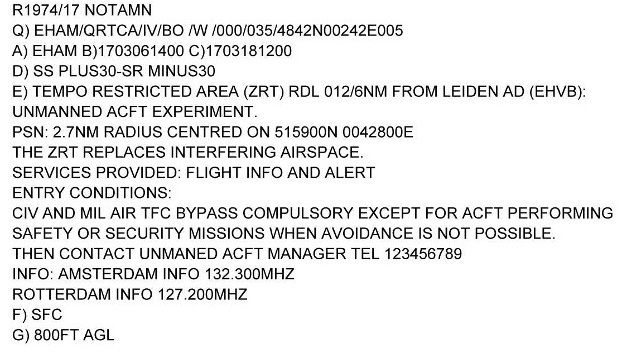 R1974/17 NOTAMN
Q) EHAM/QRTCA/IV/BO /W /000/035/4842N00242E005
A) EHAM B)1703061400 C)1703181200
D) SS PLUS30-SR MINUS30
E) TEMPO RESTRICTED AREA (ZRT) RDL 012/6NM FROM LEIDEN AD (EHVB):
UNMANNED ACFT EXPERIMENT.
PSN: 2.7NM RADIUS CENTRED ON 515900N 0042800E
THE ZRT REPLACES INTERFERING AIRSPACE.
SERVICES PROVIDED: FLIGHT INFO AND ALERT
ENTRY CONDITIONS:
CIV AND MIL AIR TFC BYPASS COMPULSORY EXCEPT FOR ACFT PERFORMING
SAFETY OR SECURITY MISSIONS WHEN AVOIDANCE IS NOT POSSIBLE.
THEN CONTACT UNMANED ACFT MANAGER TEL 123456789
INFO: AMSTERDAM INFO 132.300MHZ
ROTTERDAM INFO 127.200MHZ
F) SFC
G) 800FT AGL